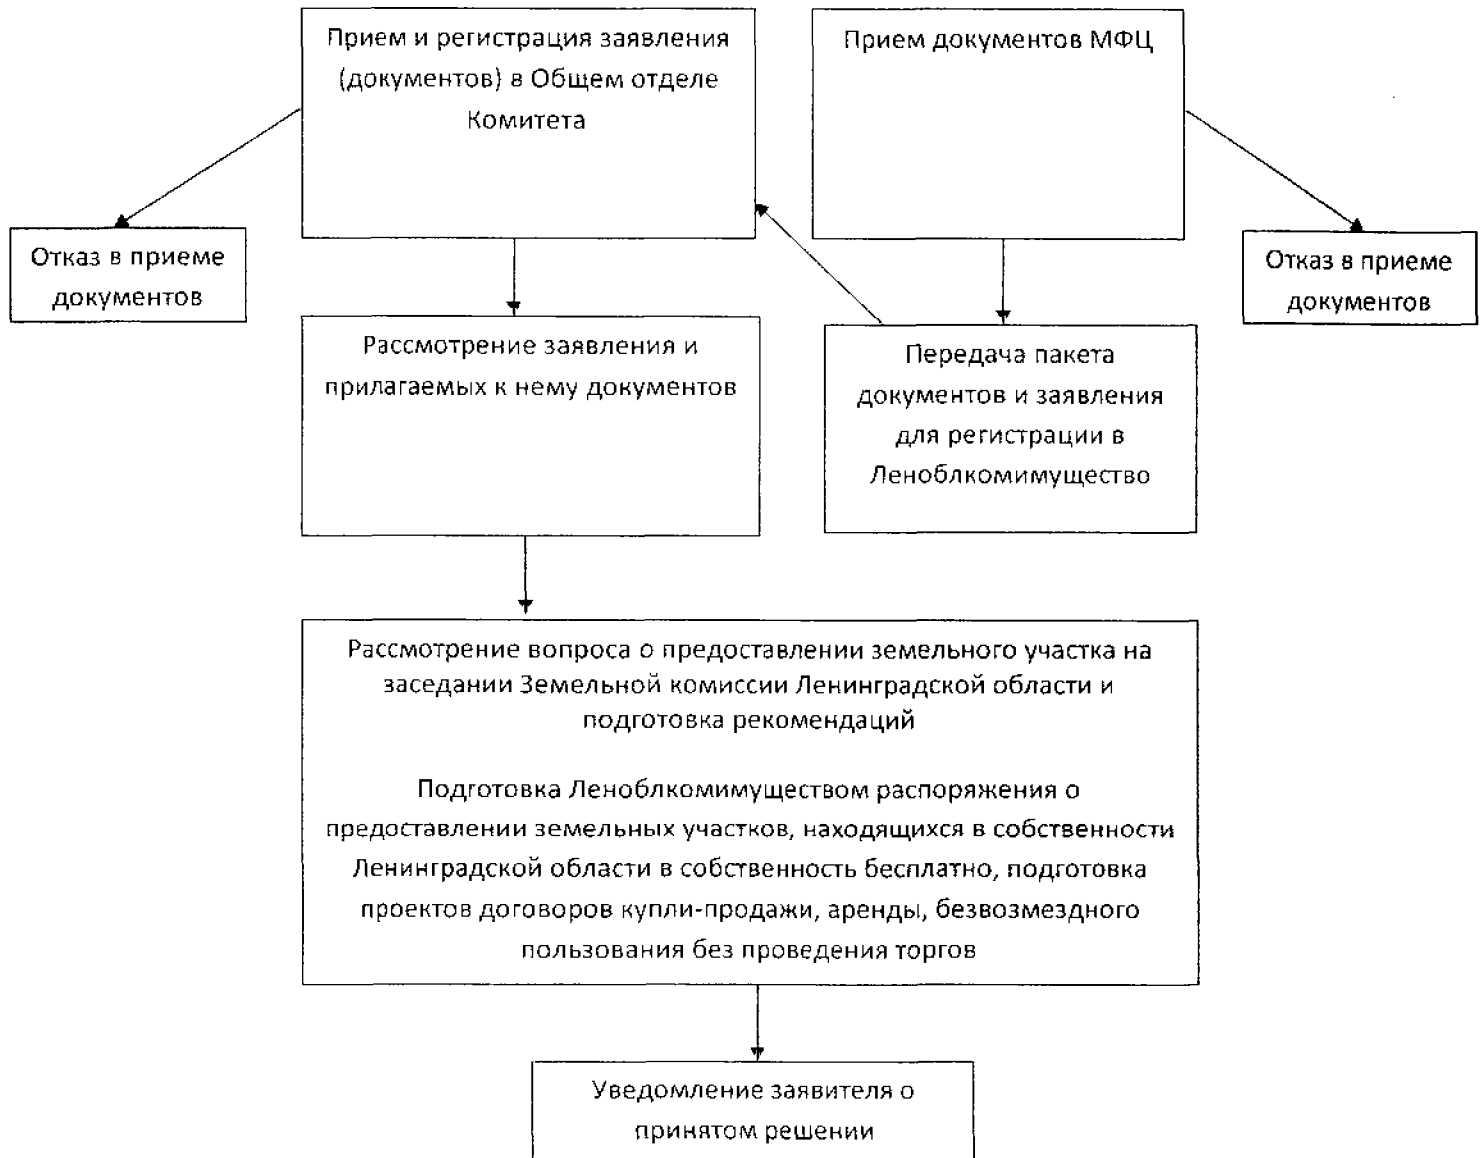 Прием и регистрация заявления
(документов) в Общем отделе
Комитета
Прием документов МФЦ
Отказ в приеме
документов
Отказ в приеме
документов
Рассмотрение заявления и
прилагаемых к нему документов
Передача пакета
документов и заявления
для регистрации в
Леноблкомимущество
Рассмотрение вопроса о предоставлении земельного участка на
заседании Земельной комиссии Ленинградской области и
подготовка рекомендаций
Подготовка Леноблкомимуществом распоряжения о
предоставлении земельных участков, находящихся в собственности
Ленинградской области в собственность бесплатно, подготовка
проектов договоров купли-продажи, аренды, безвозмездного
пользования без проведения торгов
Уведомление заявителя о
принятом решении